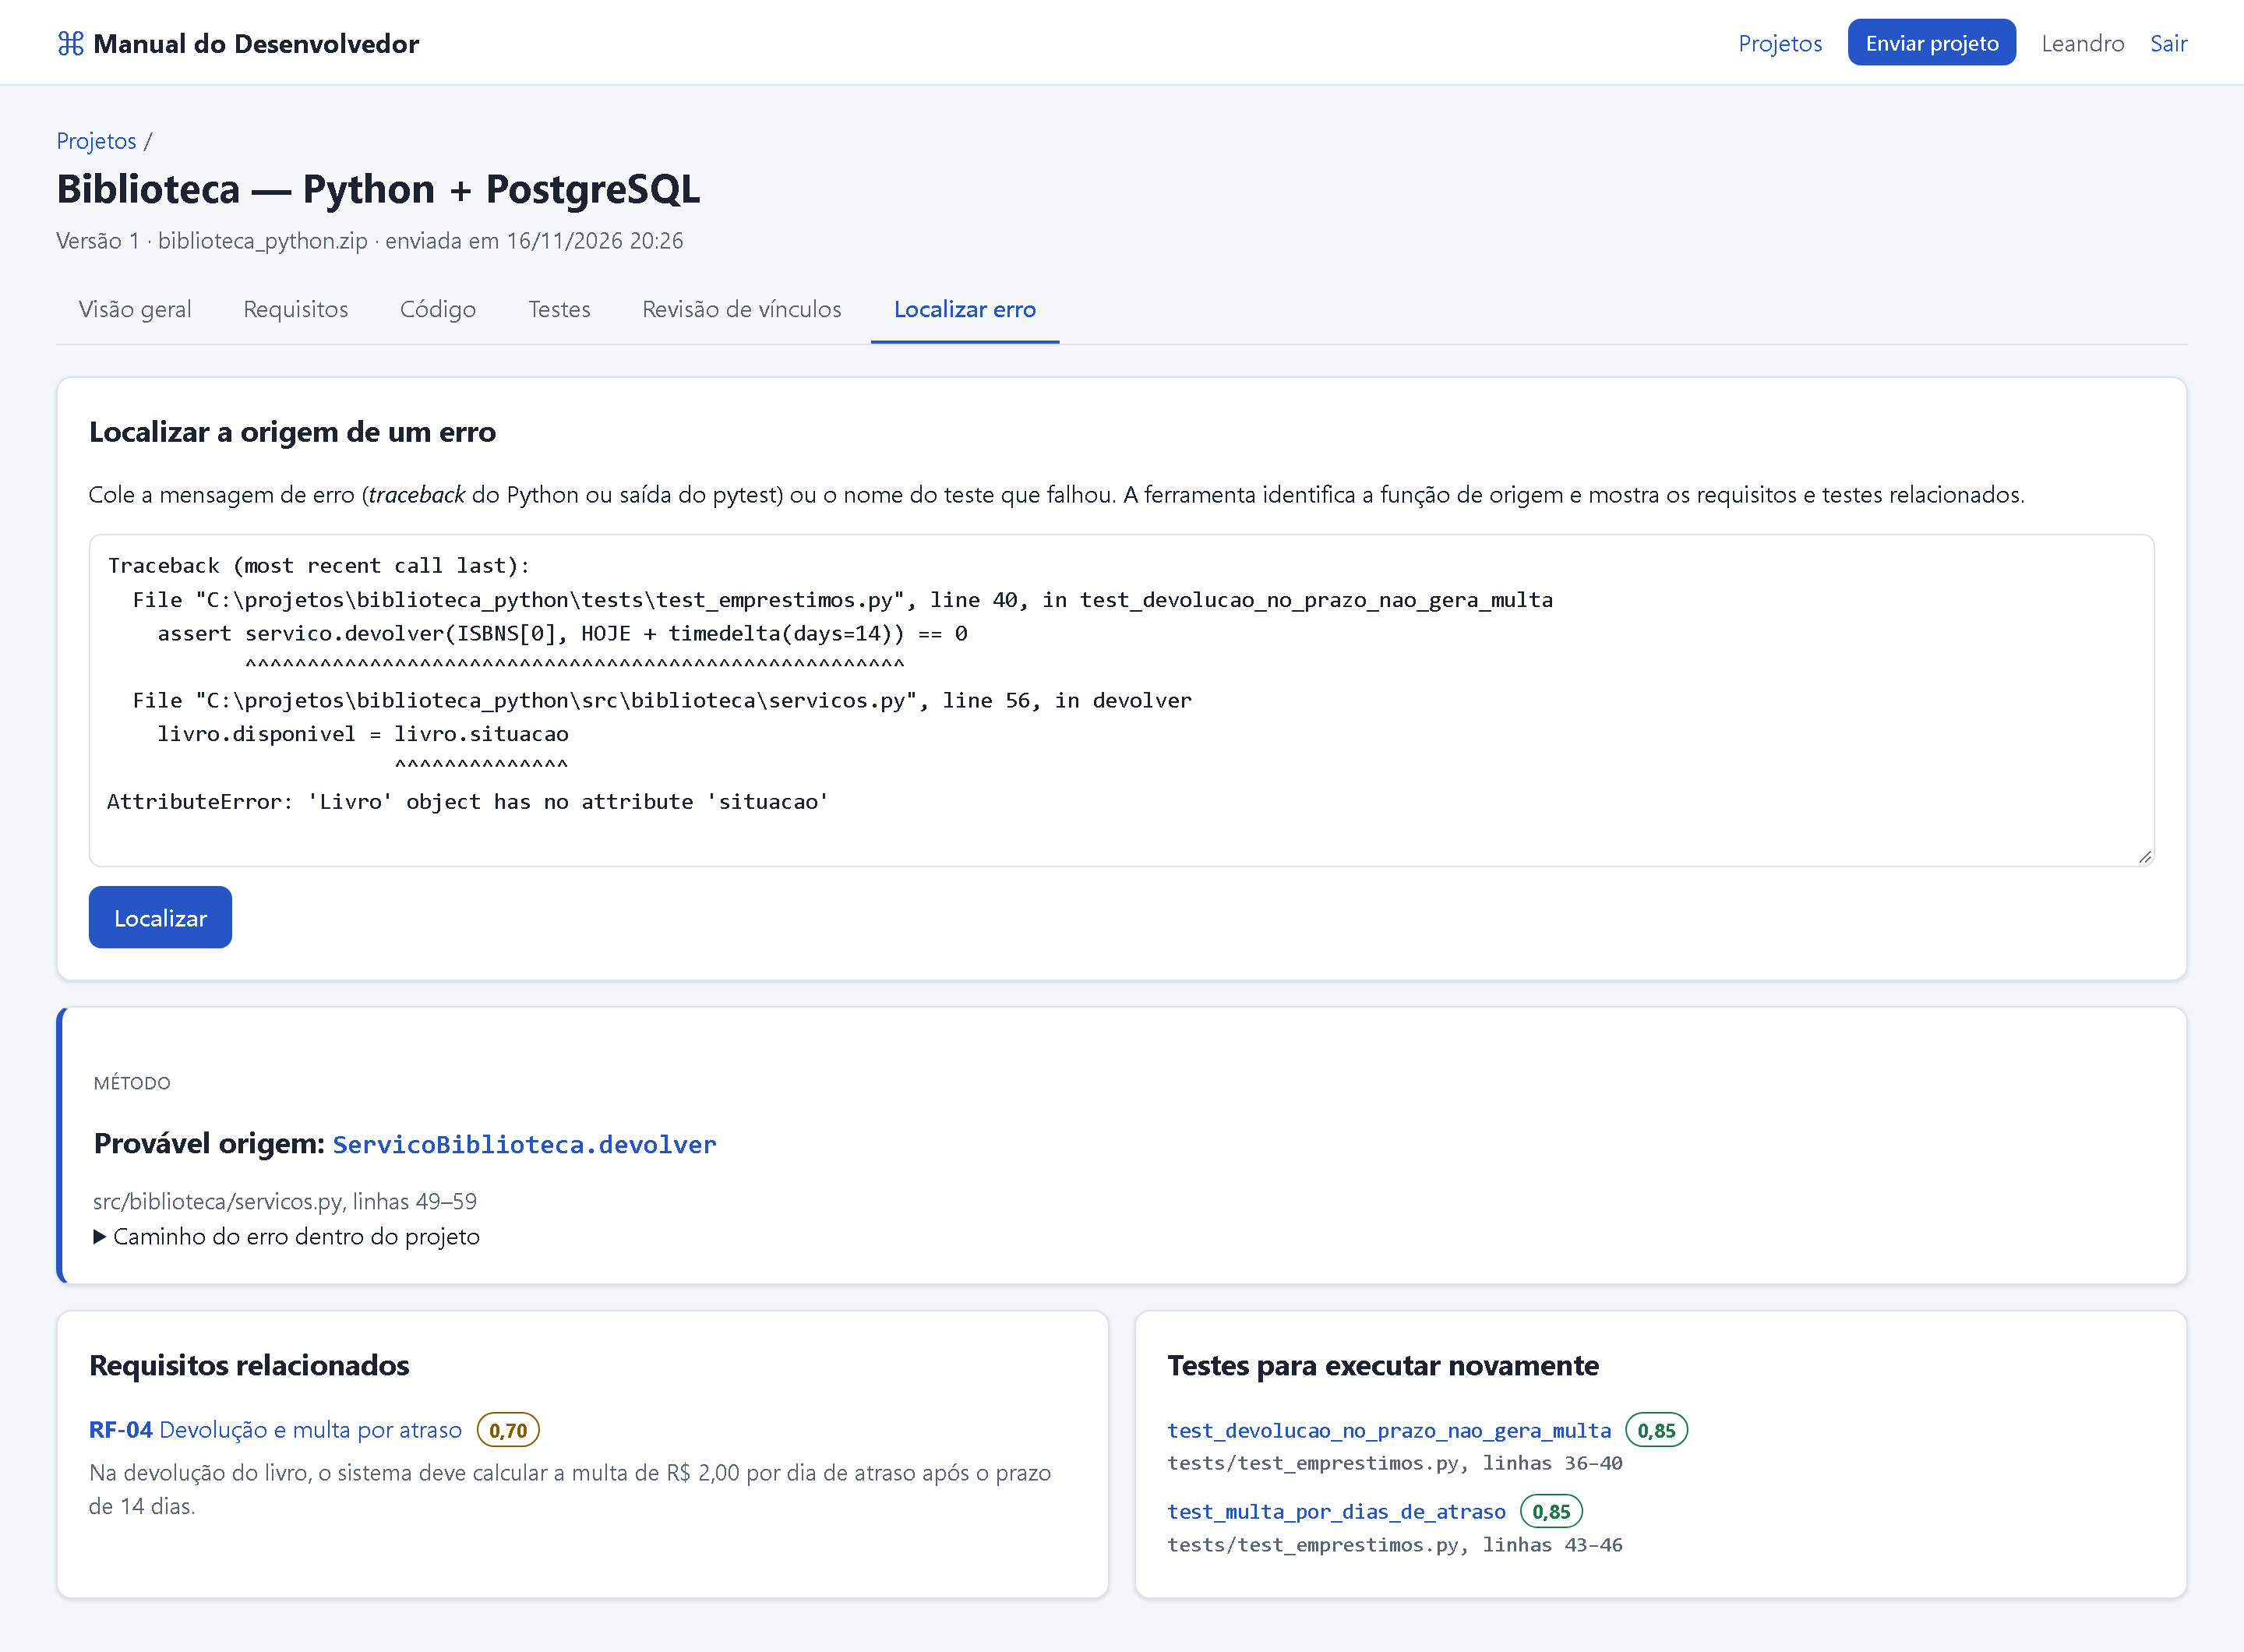 ⌘ Manual do Desenvolvedor
Projetos
Enviar projeto
Leandro
Sair
Projetos /
Biblioteca — Python + PostgreSQL
Versão 1 · biblioteca_python.zip · enviada em 16/11/2026 20:26
Visão geral
Requisitos
Código
Testes
Revisão de vínculos
Localizar erro
Localizar a origem de um erro
Cole a mensagem de erro (traceback do Python ou saída do pytest) ou o nome do teste que falhou. A ferramenta identifica a função de origem e mostra os requisitos e testes relacionados.
Traceback (most recent call last):
  File "C:\projetos\biblioteca_python\tests\test_emprestimos.py", line 40, in test_devolucao_no_prazo_nao_gera_multa
    assert servico.devolver(ISBNS[0], HOJE + timedelta(days=14)) == 0
           ^^^^^^^^^^^^^^^^^^^^^^^^^^^^^^^^^^^^^^^^^^^^^^^^^^^^^
  File "C:\projetos\biblioteca_python\src\biblioteca\servicos.py", line 56, in devolver
    livro.disponivel = livro.situacao
                       ^^^^^^^^^^^^^^
AttributeError: 'Livro' object has no attribute 'situacao'
Localizar
MÉTODO
Provável origem: ServicoBiblioteca.devolver
src/biblioteca/servicos.py, linhas 49–59
▶ Caminho do erro dentro do projeto
Requisitos relacionados
RF-04 Devolução e multa por atraso 0,70
Na devolução do livro, o sistema deve calcular a multa de R$ 2,00 por dia de atraso após o prazo
de 14 dias.
Testes para executar novamente
test_devolucao_no_prazo_nao_gera_multa 0,85
tests/test_emprestimos.py, linhas 36–40
test_multa_por_dias_de_atraso 0,85
tests/test_emprestimos.py, linhas 43–46